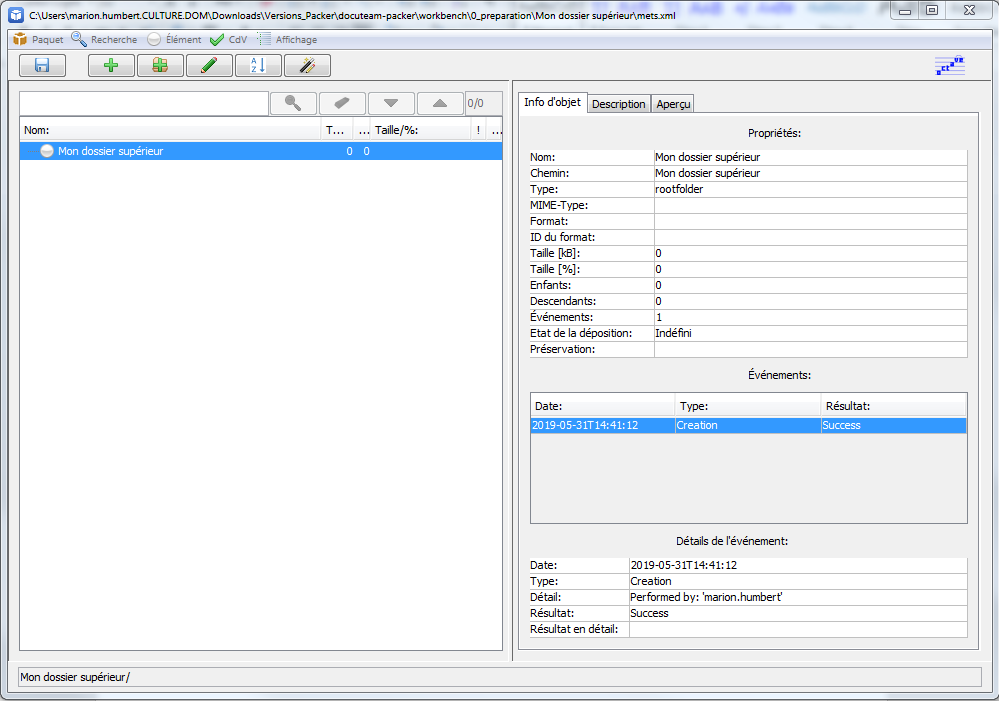 C:\Users\marion.humbert.CULTURE.DOM\Downloads\Versions_Packer\docuteam-packer\workbench\0_preparation\Mon dossier supérieur\mets.xml
Paquet Recherche Élément CdV Affichage
0/0
Nom: T... ... Taille/%: ! ...
Mon dossier supérieur 0 0
Info d'objet Description Aperçu
Propriétés:
Nom: Mon dossier supérieur
Chemin: Mon dossier supérieur
Type: rootfolder
MIME-Type:
Format:
ID du format:
Taille [kB]: 0
Taille [%]: 0
Enfants: 0
Descendants: 0
Événements: 1
Etat de la déposition: Indéfini
Préservation:
Événements:
Date: Type: Résultat:
2019-05-31T14:41:12 Creation Success
Détails de l'événement:
Date: 2019-05-31T14:41:12
Type: Creation
Détail: Performed by: 'marion.humbert'
Résultat: Success
Résultat en détail:
Mon dossier supérieur/